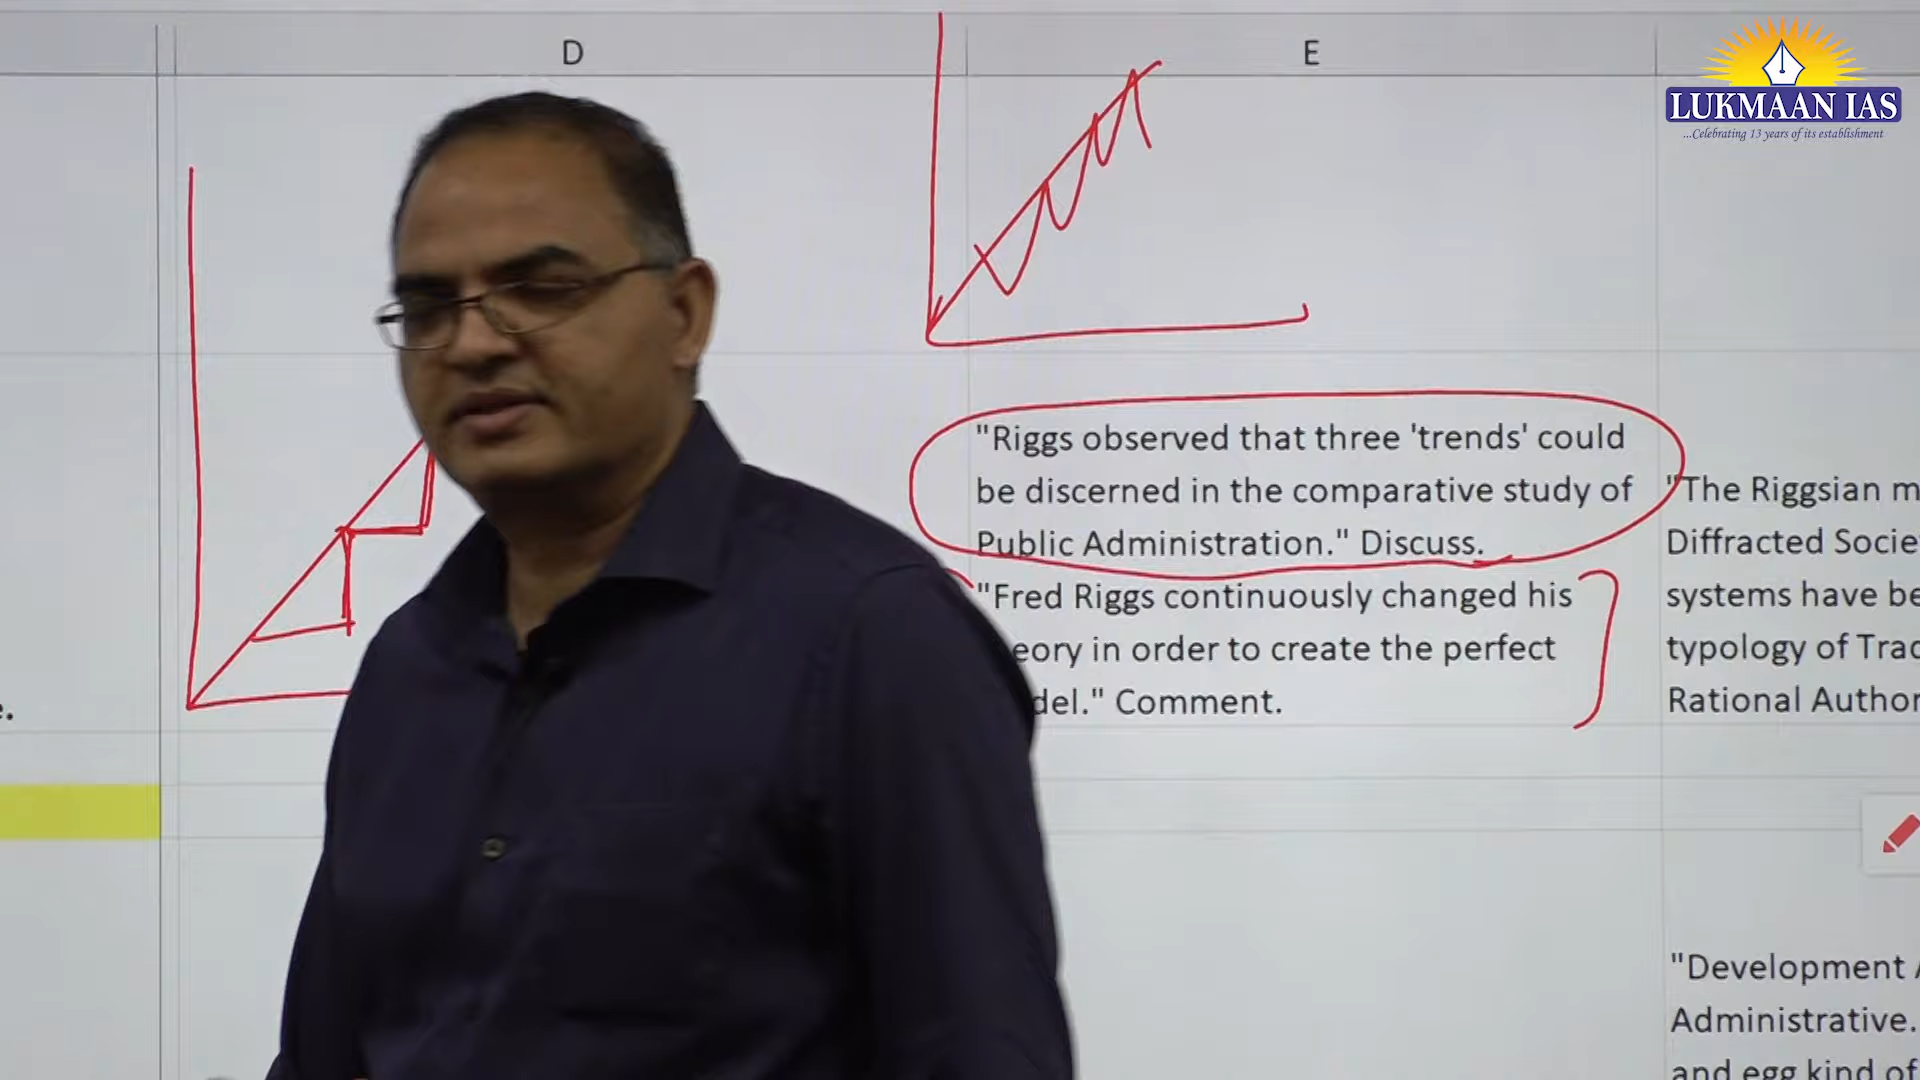 D
E
LUKMAAN IAS
...Celebrating 13 years of its establishment
"Riggs observed that three 'trends' could
be discerned in the comparative study of
Public Administration." Discuss.
"Fred Riggs continuously changed his
eory in order to create the perfect
del." Comment.
"The Riggsian m
Diffracted Socie
systems have be
typology of Trad
Rational Author
"Development A
Administrative.
and egg kind of
e.